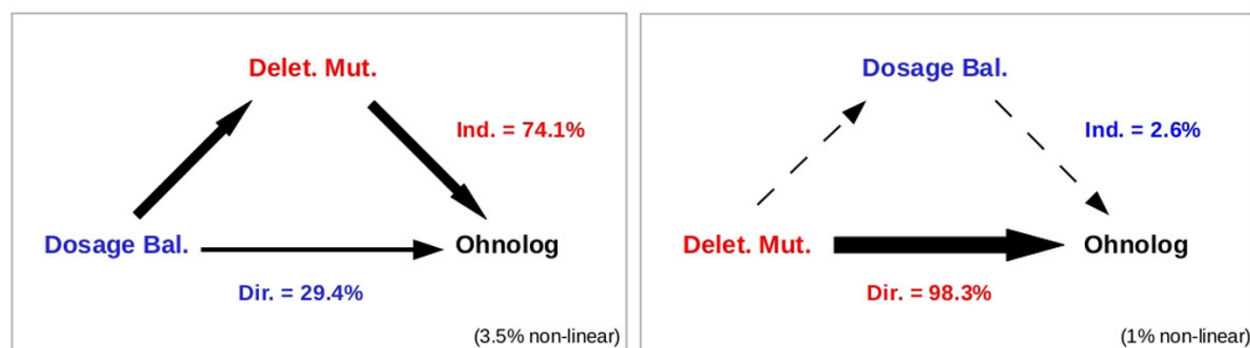 Delet. Mut.
Ind. = 74.1%
Dosage Bal.
Ohnolog
Dir. = 29.4%
(3.5% non-linear)
Dosage Bal.
Ind. = 2.6%
Delet. Mut.
Ohnolog
Dir. = 98.3%
(1% non-linear)